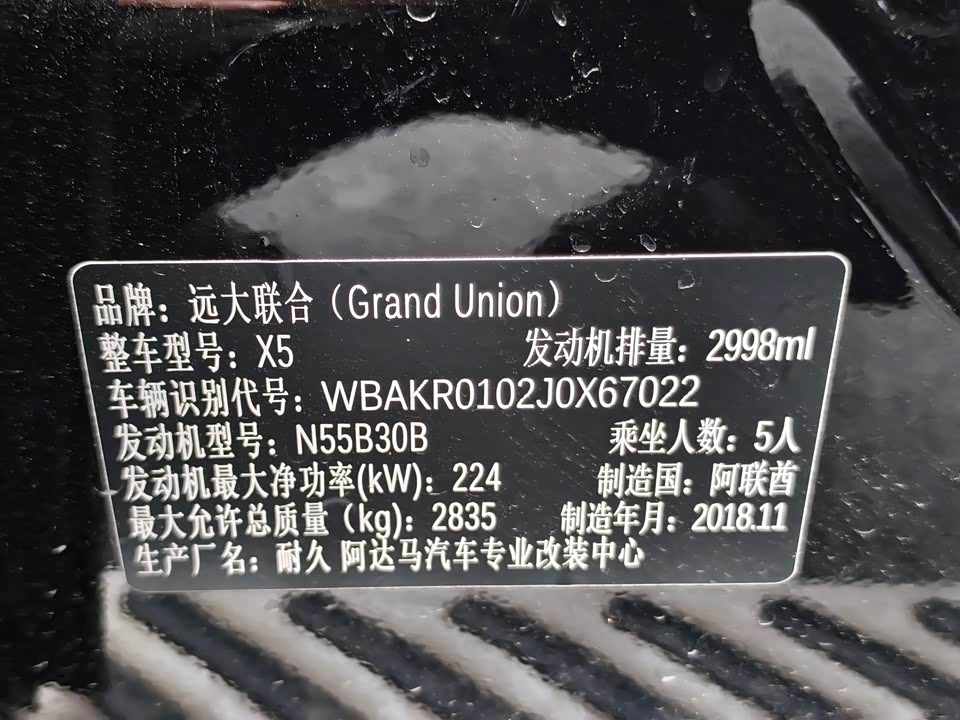 品牌：远大联合（Grand Union）
整车型号：X5 发动机排量：2998ml
车辆识别代号：WBAKR0102J0X67022
发动机型号：N55B30B 乘坐人数：5人
发动机最大净功率(kW)：224 制造国：阿联酋
最大允许总质量（kg)：2835 制造年月：2018.11
生产厂名：耐久 阿达马汽车专业改装中心